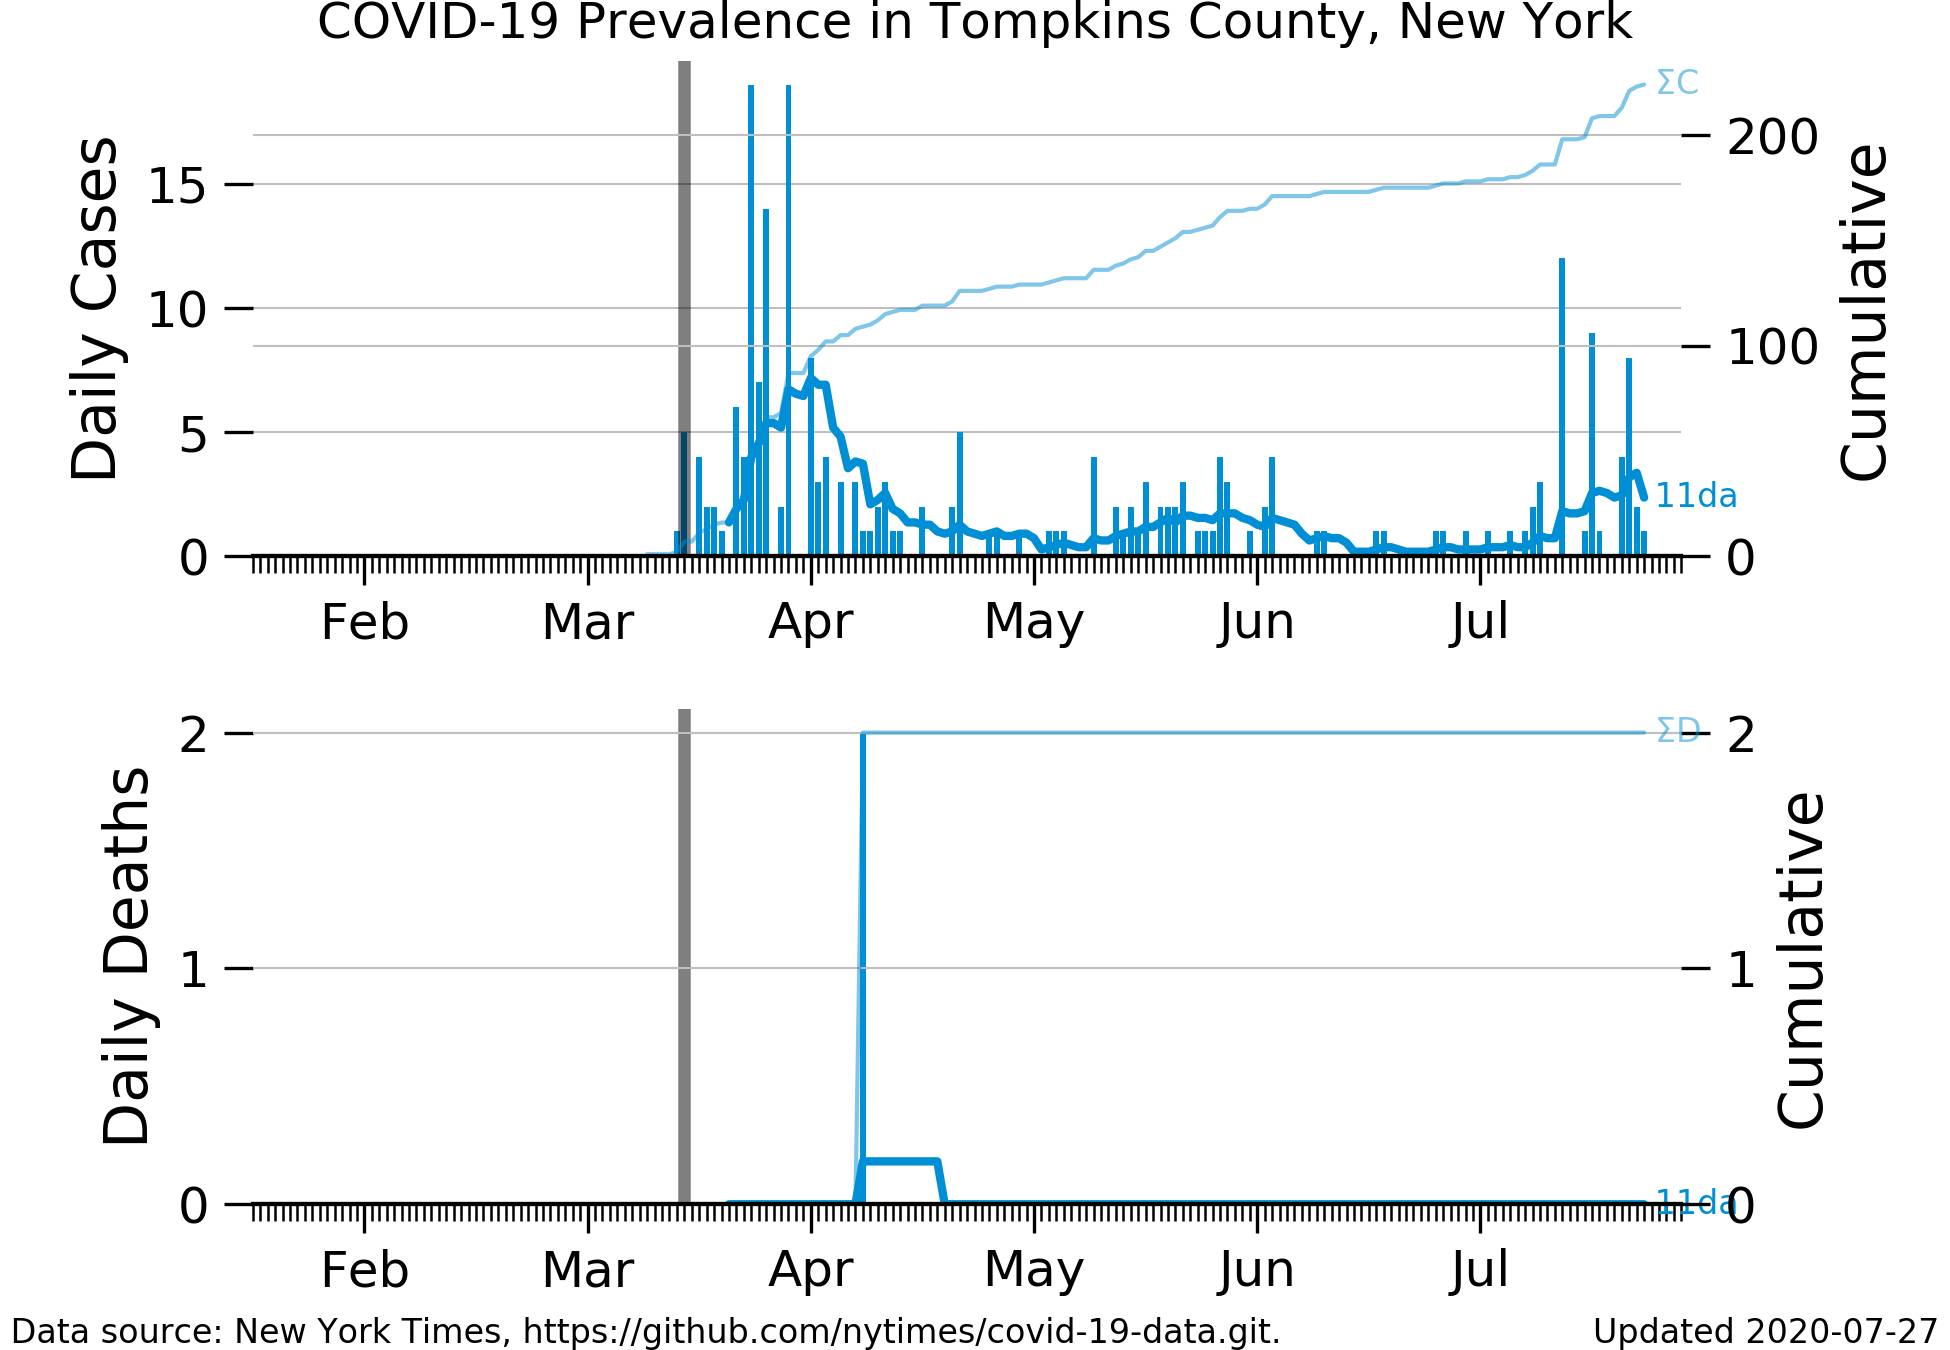 COVID-19 Prevalence in Tompkins County, New York
ΣC
200
15
10
100
5
11da
0
0
Daily Cases
Cumulative
Feb Mar Apr May Jun Jul
2
ΣD
2
1
1
0
11da
0
Daily Deaths
Cumulative
Feb Mar Apr May Jun Jul
Data source: New York Times, https://github.com/nytimes/covid-19-data.git.
Updated 2020-07-27